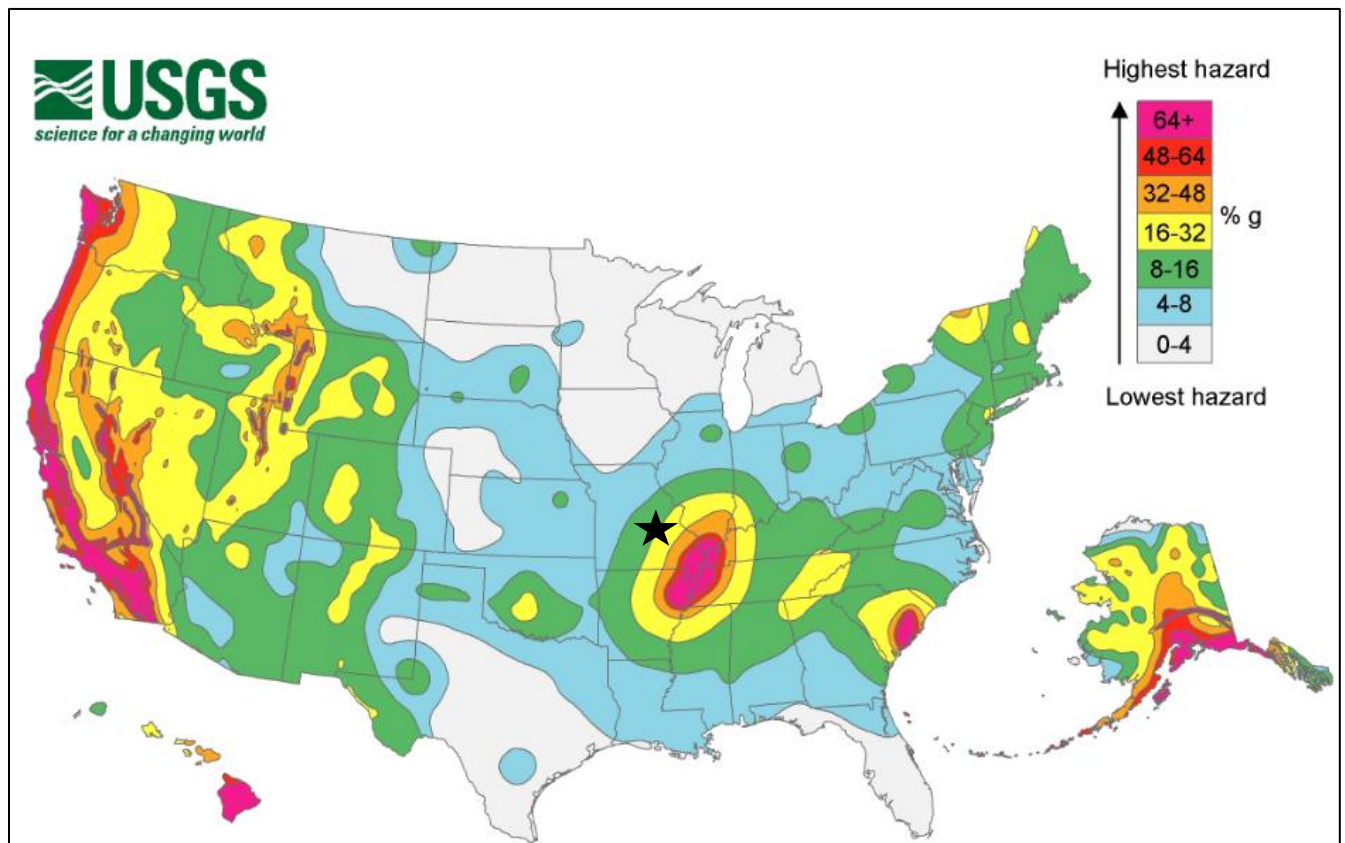 USGS
science for a changing world
Highest hazard
64+
48-64
32-48
16-32
8-16
4-8
0-4
% g
Lowest hazard